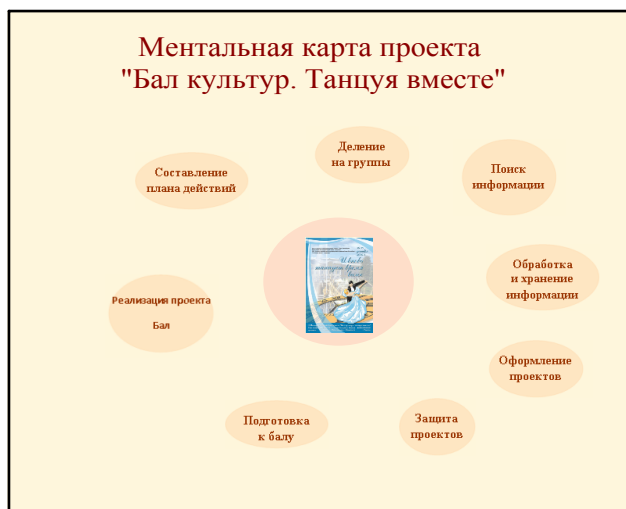 Ментальная карта проекта
"Бал культур. Танцуя вместе"
Составление
плана действий
Деление
на группы
Поиск
информации
Обработка
и хранение
информации
Оформление
проектов
Защита
проектов
Подготовка
к балу
Реализация проекта
Бал